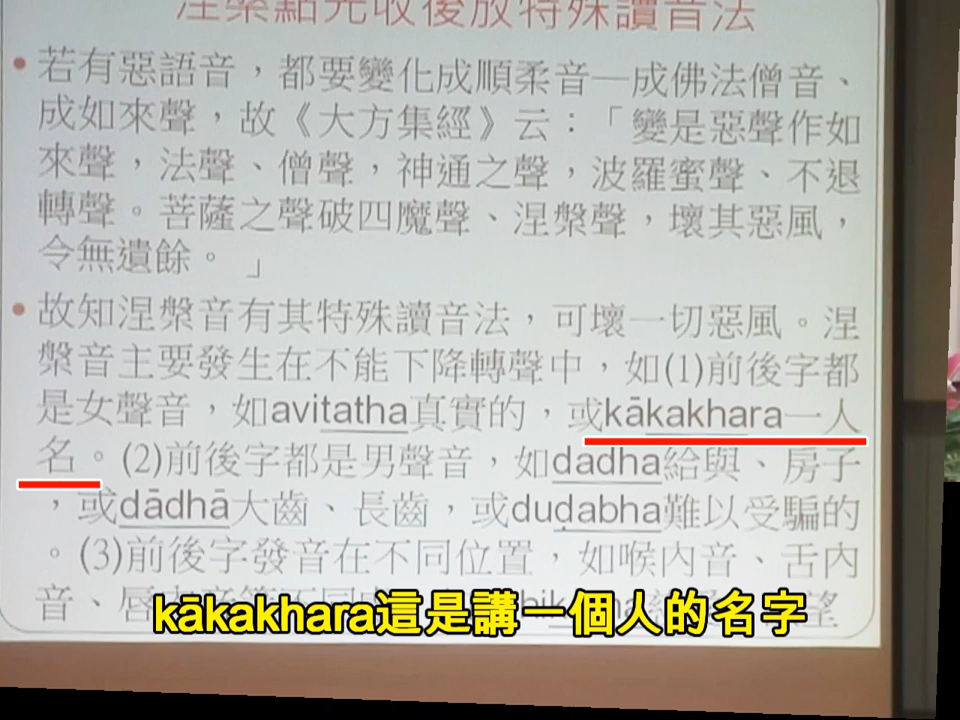 涅槃點先收後放特殊讀音法
• 若有惡語音，都要變化成順柔音─成佛法僧音、
成如來聲，故《大方集經》云：「變是惡聲作如
來聲，法聲、僧聲，神通之聲，波羅蜜聲、不退
轉聲。菩薩之聲破四魔聲、涅槃聲，壞其惡風，
令無遺餘。」
• 故知涅槃音有其特殊讀音法，可壞一切惡風。涅
槃音主要發生在不能下降轉聲中，如(1)前後字都
是女聲音，如avitatha真實的，或kākakhara一人
名。(2)前後字都是男聲音，如dadha給與、房子
，或dādhā大齒、長齒，或duḍabha難以受騙的
。(3)前後字發音在不同位置，如喉內音、舌內
音、唇
kākakhara這是講一個人的名字